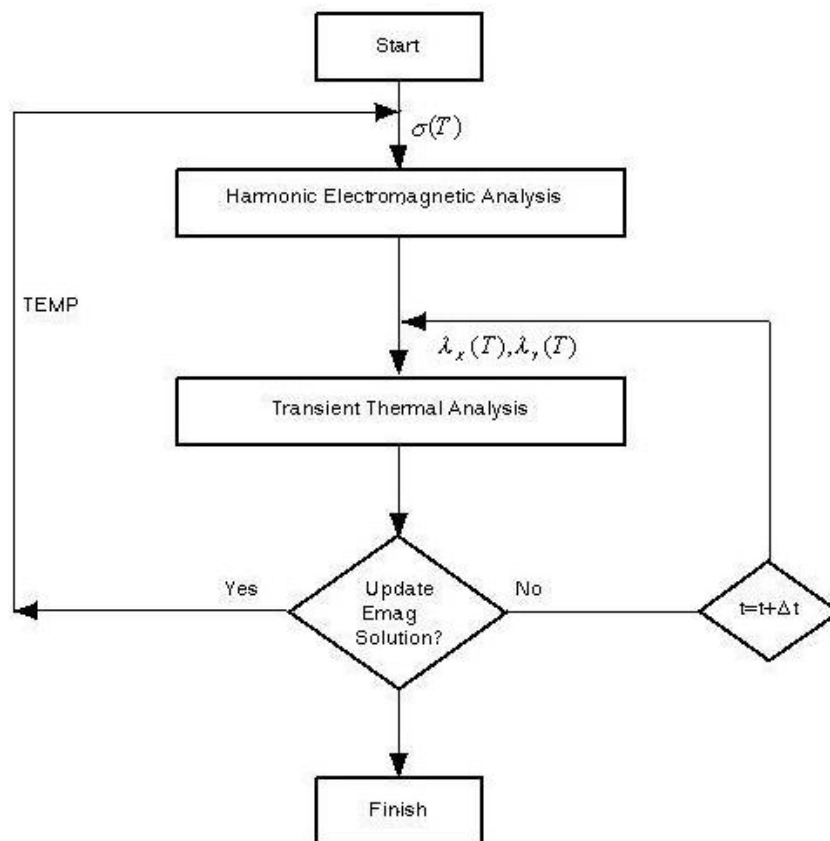 Start
σ(T)
Harmonic Electromagnetic Analysis
TEMP
λx(T),λy(T)
Transient Thermal Analysis
Yes
Update
Emag
Solution?
No
t=t+Δt
Finish